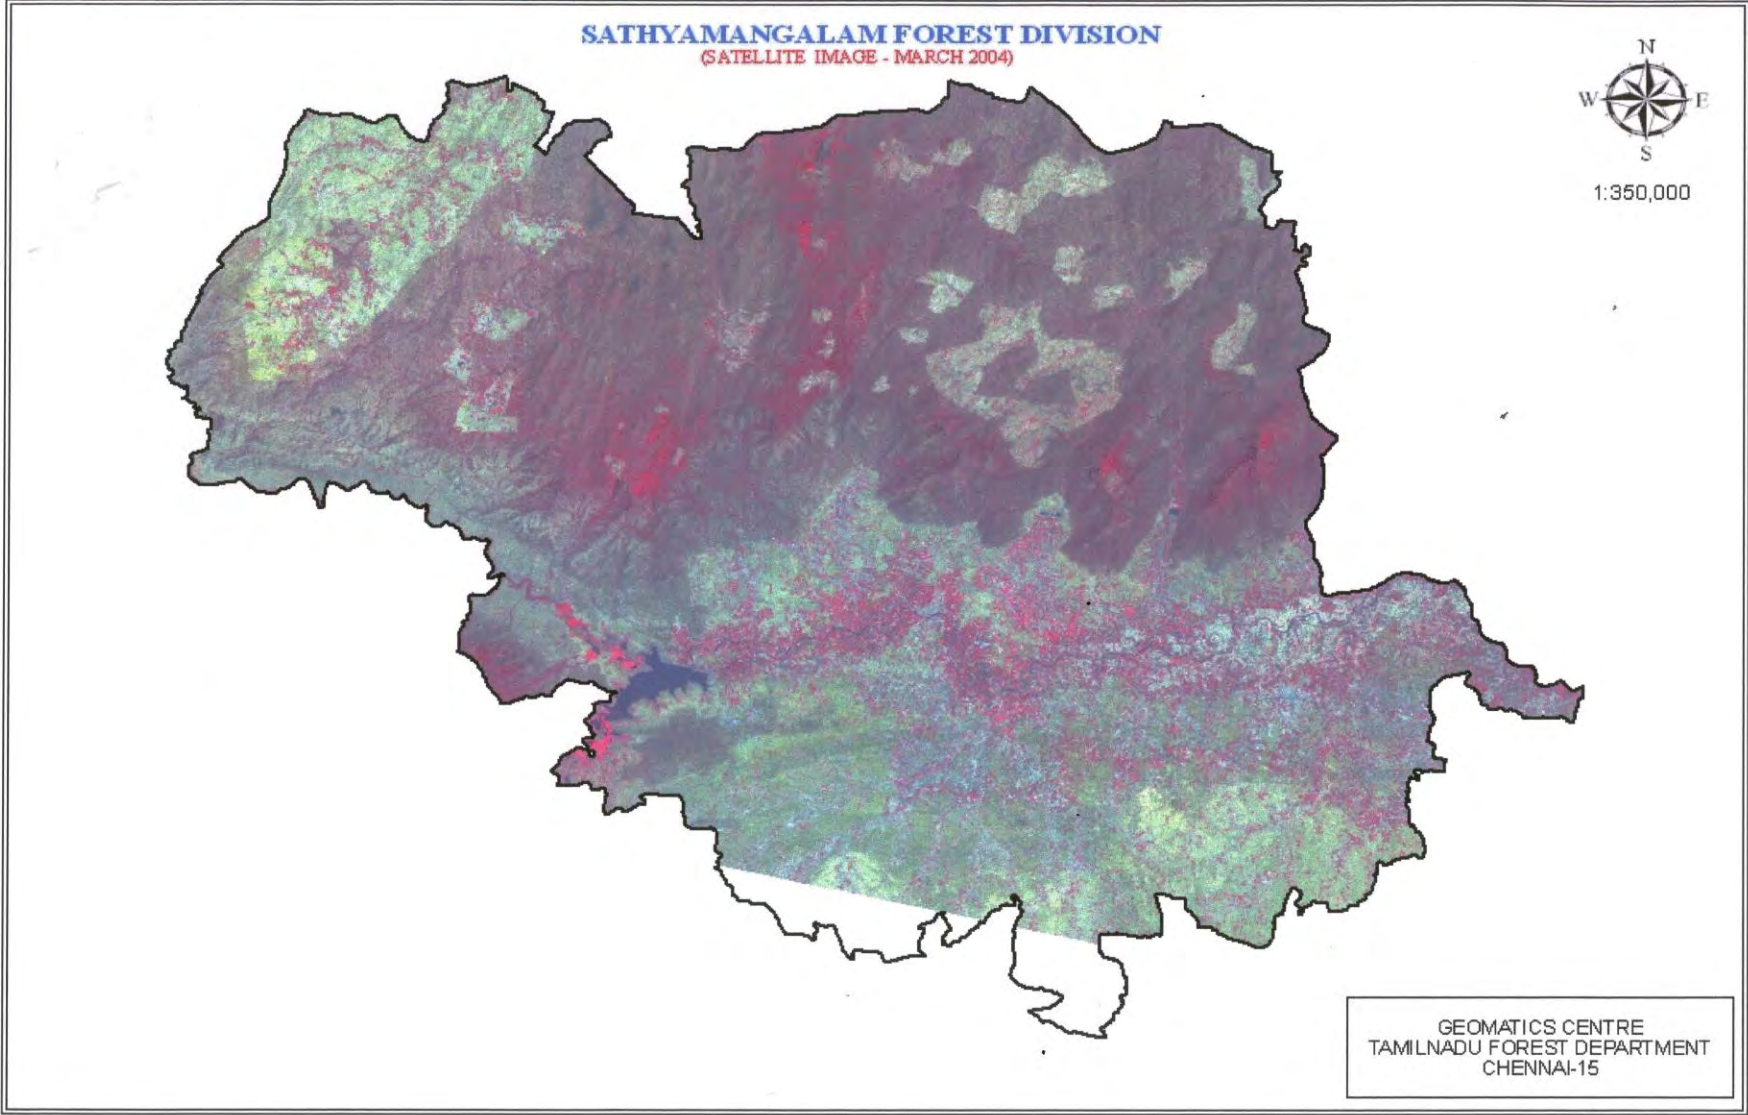 SATHYAMANGALAM FOREST DIVISION
(SATELLITE IMAGE - MARCH 2004)
N
W E
S
1:350,000
GEOMATICS CENTRE
TAMILNADU FOREST DEPARTMENT
CHENNAI-15